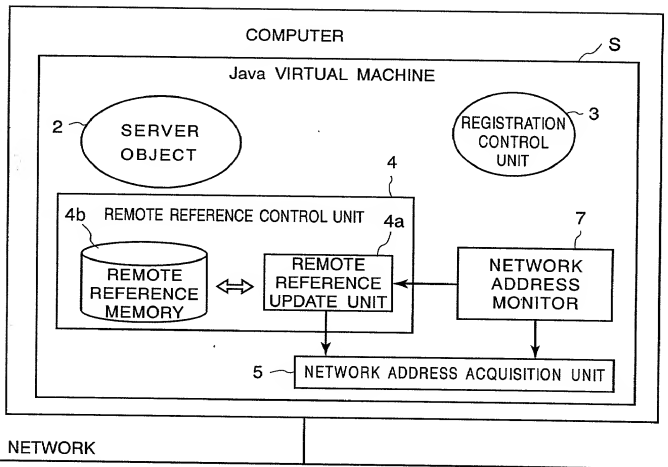 COMPUTER
S
Java VIRTUAL MACHINE
2
SERVER
OBJECT
REGISTRATION
CONTROL
UNIT
3
4
REMOTE REFERENCE CONTROL UNIT
4b
REMOTE
REFERENCE
MEMORY
4a
REMOTE
REFERENCE
UPDATE UNIT
7
NETWORK
ADDRESS
MONITOR
5
NETWORK ADDRESS ACQUISITION UNIT
NETWORK